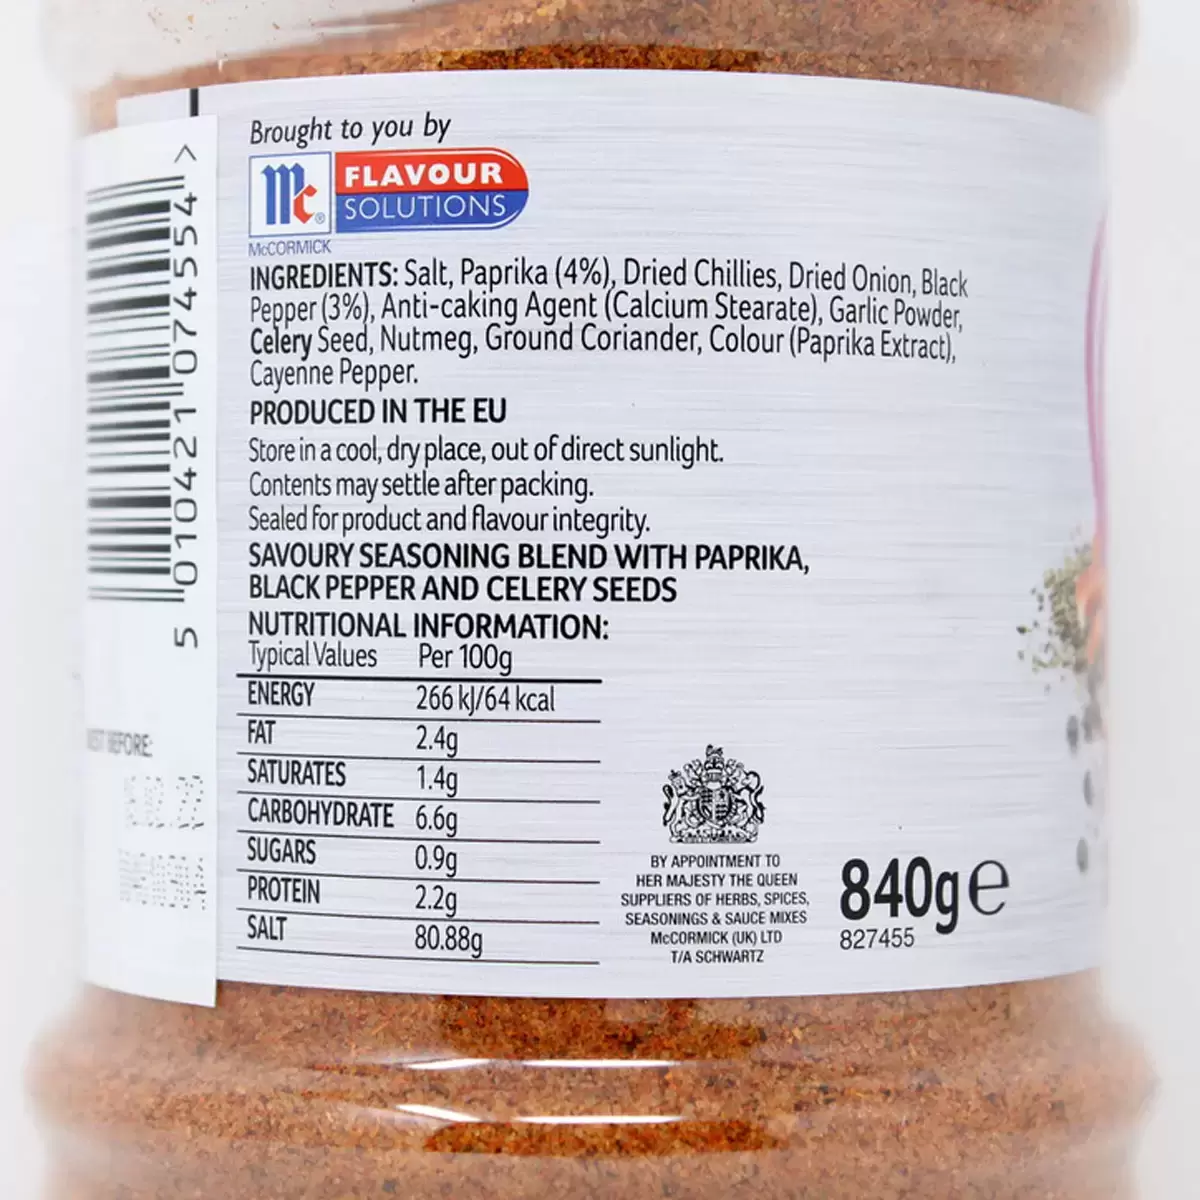 Brought to you by
Mc®
FLAVOUR
SOLUTIONS
McCORMICK
INGREDIENTS: Salt, Paprika (4%), Dried Chillies, Dried Onion, Black
Pepper (3%), Anti-caking Agent (Calcium Stearate), Garlic Powder,
Celery Seed, Nutmeg, Ground Coriander, Colour (Paprika Extract),
Cayenne Pepper.
PRODUCED IN THE EU
Store in a cool, dry place, out of direct sunlight.
Contents may settle after packing.
Sealed for product and flavour integrity.
SAVOURY SEASONING BLEND WITH PAPRIKA,
BLACK PEPPER AND CELERY SEEDS
NUTRITIONAL INFORMATION:
Typical Values Per 100g
ENERGY 266 kJ/64 kcal
FAT 2.4g
SATURATES 1.4g
CARBOHYDRATE 6.6g
SUGARS 0.9g
PROTEIN 2.2g
SALT 80.88g
BY APPOINTMENT TO
HER MAJESTY THE QUEEN
SUPPLIERS OF HERBS, SPICES,
SEASONINGS & SAUCE MIXES
McCORMICK (UK) LTD
T/A SCHWARTZ
840g e
827455
5 010421 074554 >
BEFORE: